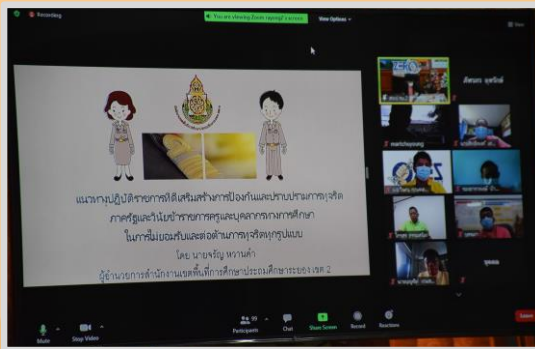 Recording
You are viewing Zoom rayong2's screen
View Options
View
แนวทางปฏิบัติราชการที่ดีเสริมสร้างการป้องกันและปราบปรามการทุจริต
ภาครัฐและวินัยข้าราชการครูและบุคลากรทางการศึกษา
ในการไม่ยอมรับและต่อต้านการทุจริตทุกรูปแบบ
โดย นายจรัญ หวานคำ
ผู้อำนวยการสำนักงานเขตพื้นที่การศึกษาประถมศึกษาระยอง เขต 2
Mute
Stop Video
99
Participants
Chat
Share Screen
Record
Reactions
Leave